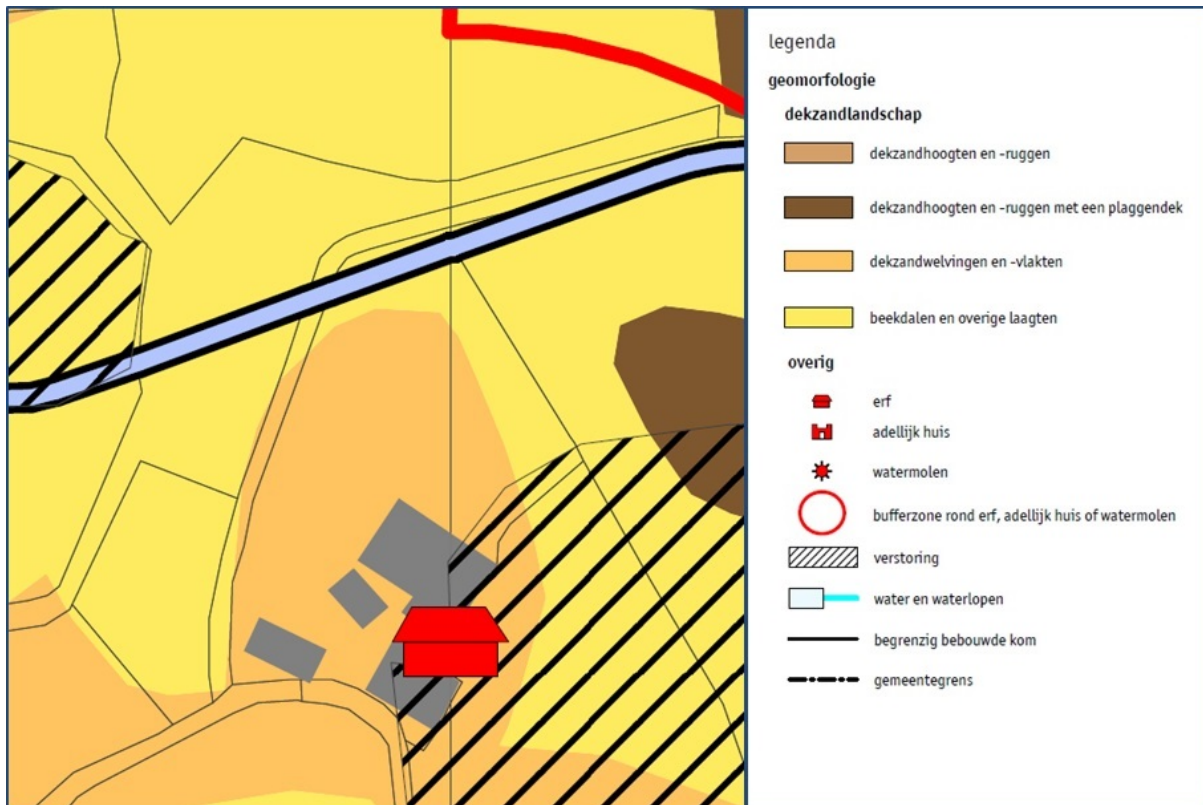 legenda
geomorfologie
dekzandlandschap
dekzandhoogten en -ruggen
dekzandhoogten en -ruggen met een plaggendek
dekzandwelvingen en -vlakten
beekdalen en overige laagten
overig
erf
adellijk huis
watermolen
bufferzone rond erf, adellijk huis of watermolen
verstoring
water en waterlopen
begrenzig bebouwde kom
gemeentegrens